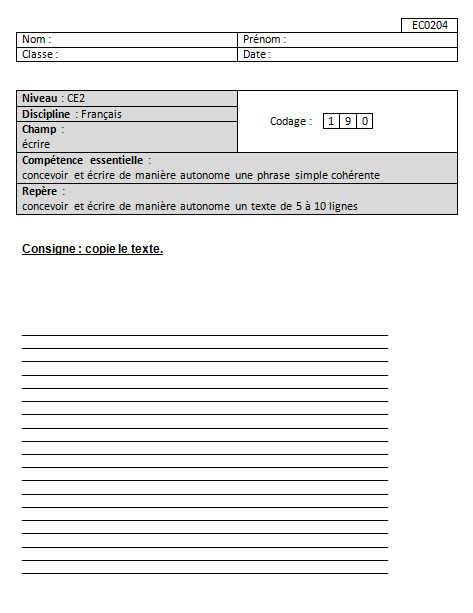 EC0204
Nom : Prénom :
Classe : Date :
Niveau : CE2
Discipline : Français
Champ :
écrire
Codage : 1 9 0
Compétence essentielle :
concevoir et écrire de manière autonome une phrase simple cohérente
Repère :
concevoir et écrire de manière autonome un texte de 5 à 10 lignes
Consigne : copie le texte.